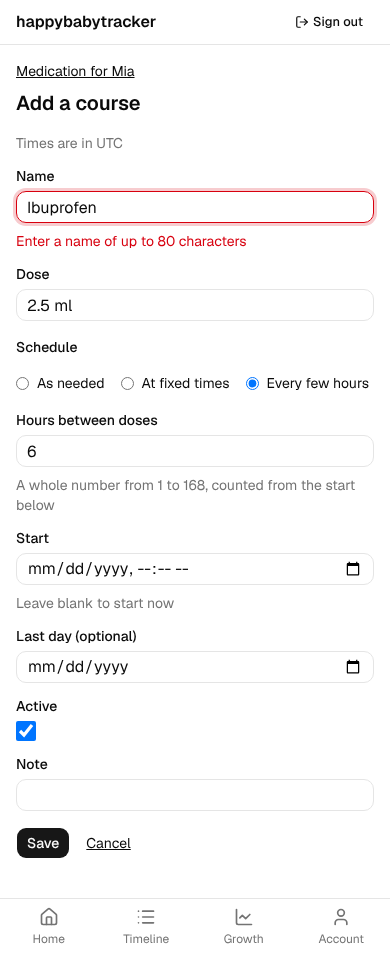 happybabytracker
Sign out
Medication for Mia
Add a course
Times are in UTC
Name
Ibuprofen
Enter a name of up to 80 characters
Dose
2.5 ml
Schedule
As needed
At fixed times
Every few hours
Hours between doses
6
A whole number from 1 to 168, counted from the start
below
Start
mm/dd/yyyy, --:-- --
Leave blank to start now
Last day (optional)
mm/dd/yyyy
Active
Note
Save
Cancel
Home
Timeline
Growth
Account